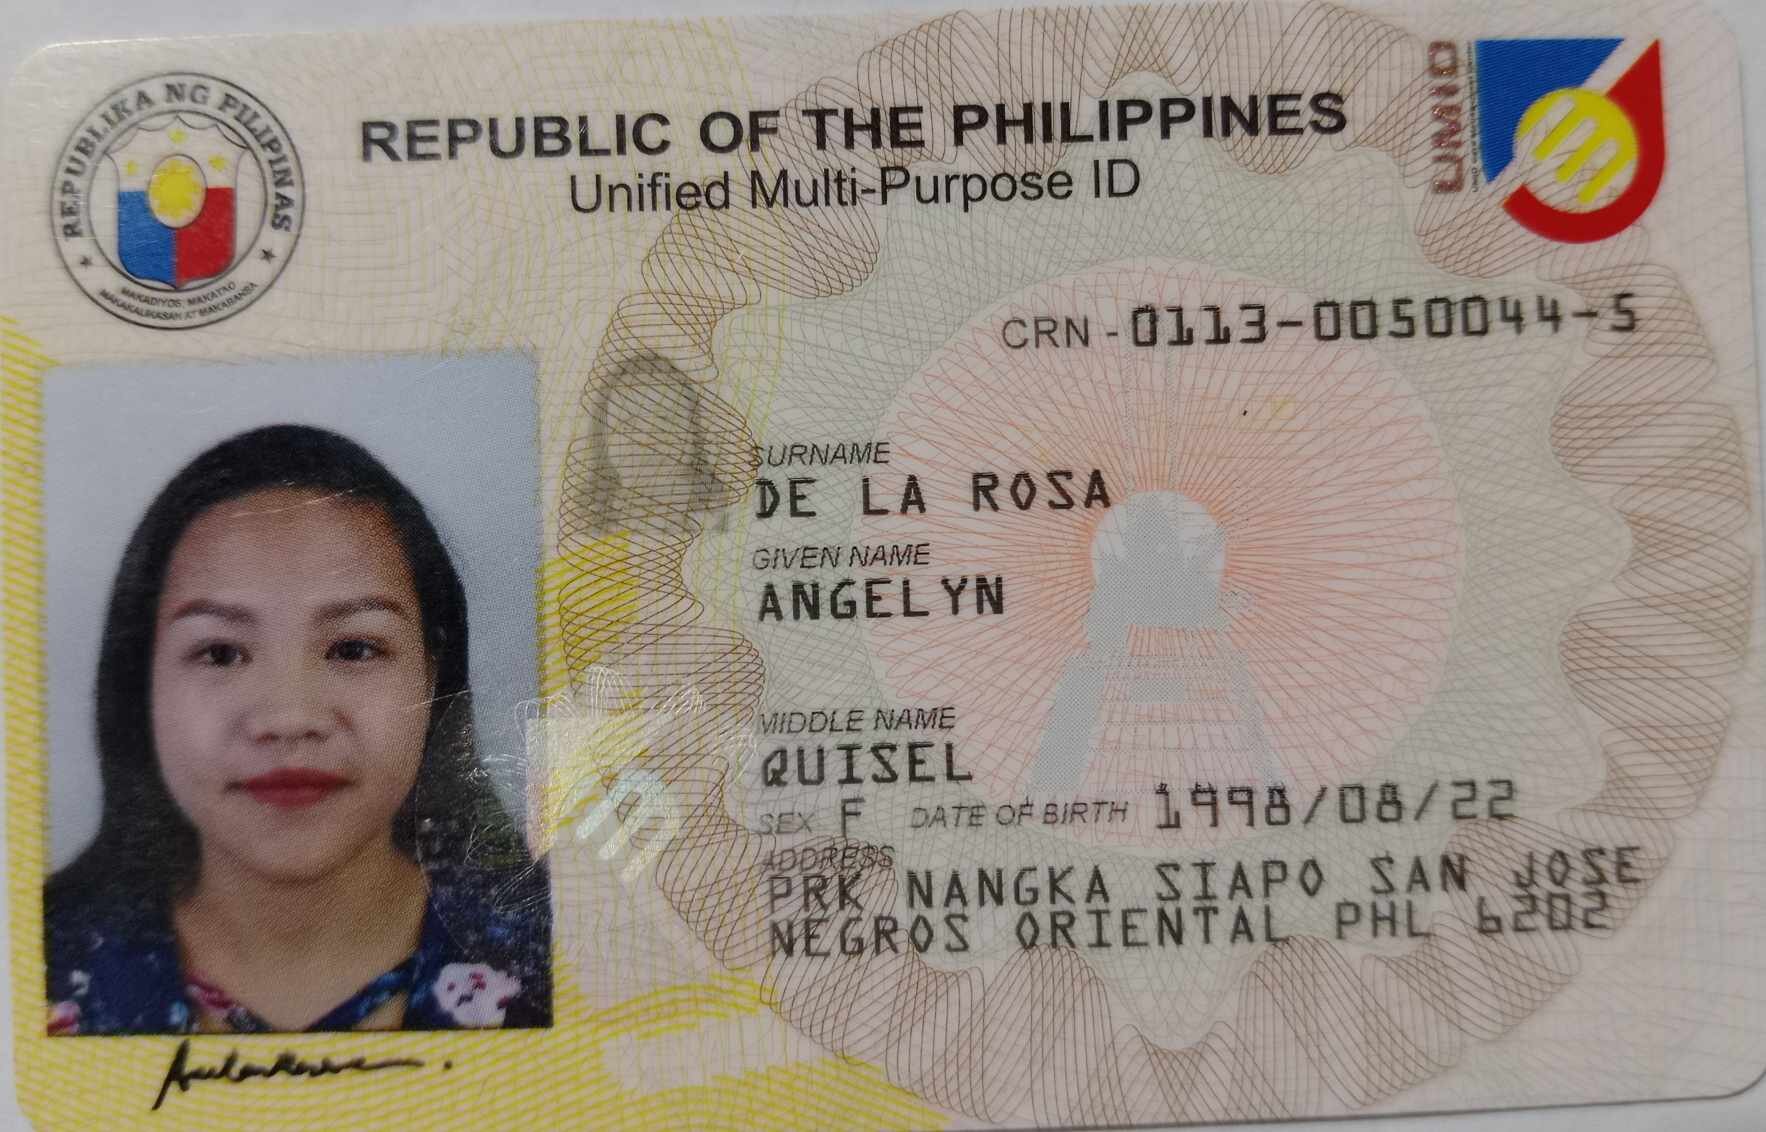 REPUBLIKA NG PILIPINAS
MAKADIYOS, MAKATAO
MAKAKALIKASAN AT MAKABANSA
REPUBLIC OF THE PHILIPPINES
Unified Multi-Purpose ID
UMID
CRN - 0113-0050044-5
SURNAME
DE LA ROSA
GIVEN NAME
ANGELYN
MIDDLE NAME
QUISEL
SEX F DATE OF BIRTH 1998/08/22
ADDRESS
PRK NANGKA SIAPO SAN JOSE
NEGROS ORIENTAL PHL 6202